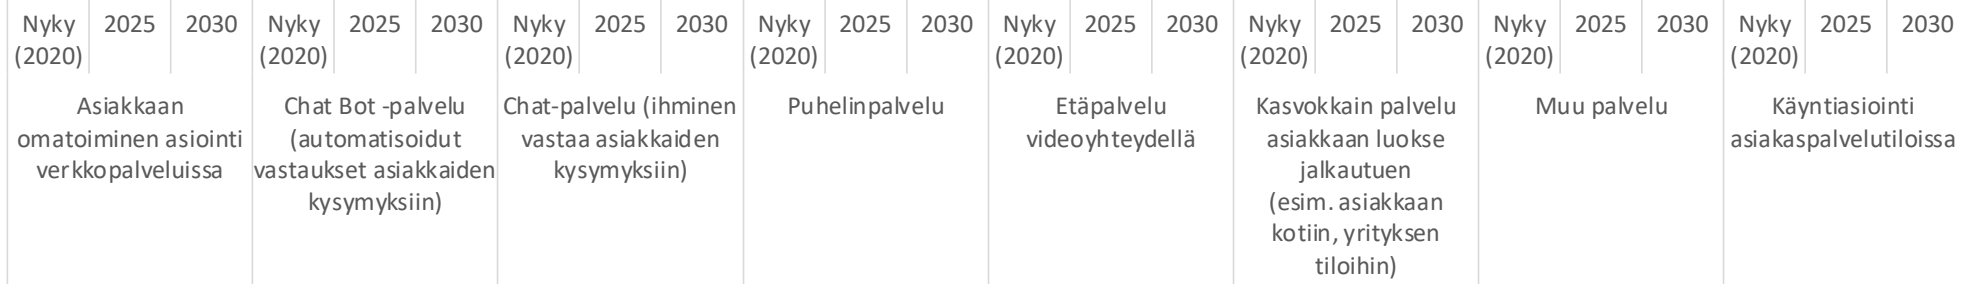 Nyky (2020) 2025 2030 Nyky (2020) 2025 2030 Nyky (2020) 2025 2030 Nyky (2020) 2025 2030 Nyky (2020) 2025 2030 Nyky (2020) 2025 2030 Nyky (2020) 2025 2030 Nyky (2020) 2025 2030
Asiakkaan
omatoiminen asiointi
verkkopalveluissa
Chat Bot -palvelu
(automatisoidut
vastaukset asiakkaiden
kysymyksiin)
Chat-palvelu (ihminen
vastaa asiakkaiden
kysymyksiin)
Puhelinpalvelu
Etäpalvelu
videoyhteydellä
Kasvokkain palvelu
asiakkaan luokse
jalkautuen
(esim. asiakkaan
kotiin, yrityksen
tiloihin)
Muu palvelu
Käyntiasiointi
asiakaspalvelutiloissa